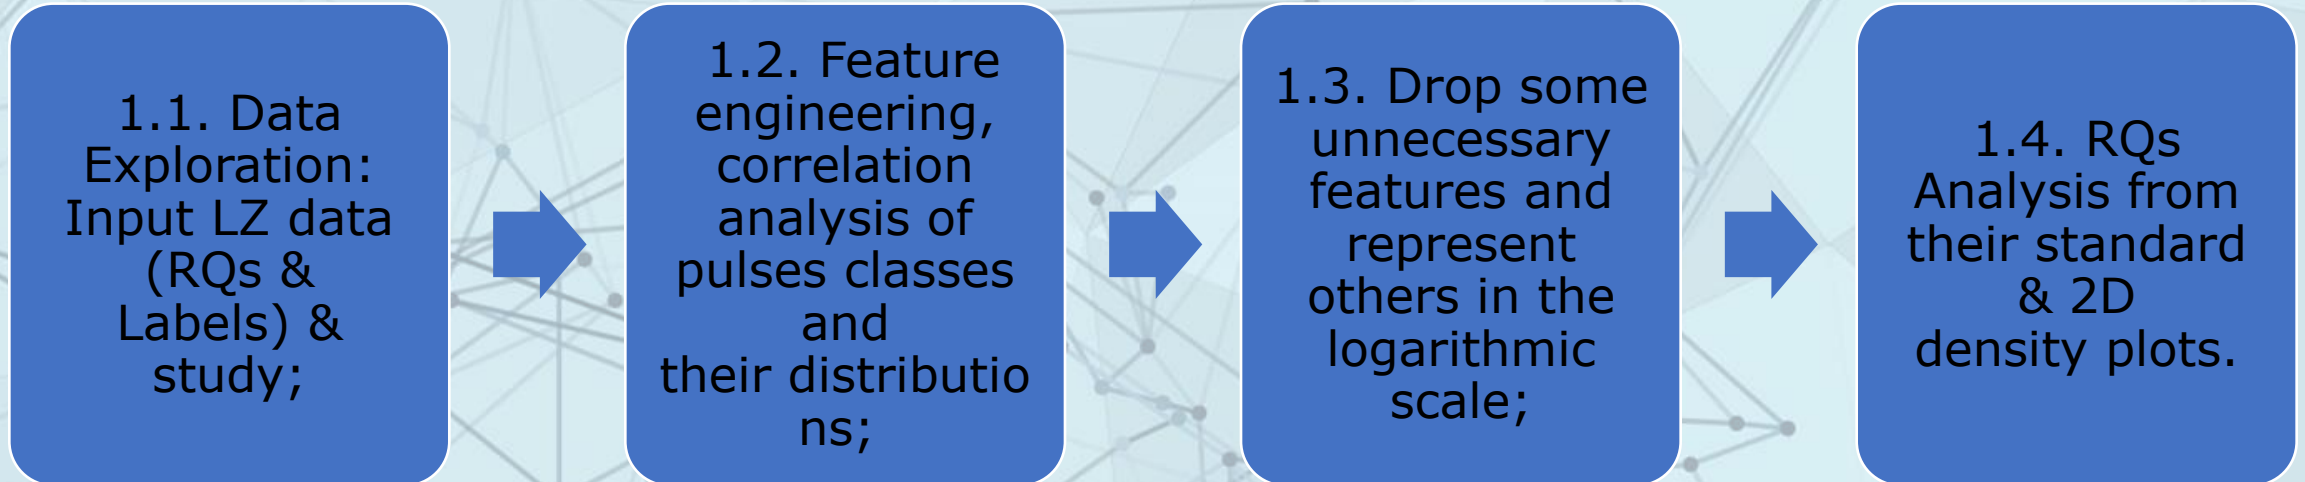 1.1. Data
Exploration:
Input LZ data
(RQs &
Labels) &
study;
1.2. Feature
engineering,
correlation
analysis of
pulses classes
and
their distributio
ns;
1.3. Drop some
unnecessary
features and
represent
others in the
logarithmic
scale;
1.4. RQs
Analysis from
their standard
& 2D
density plots.